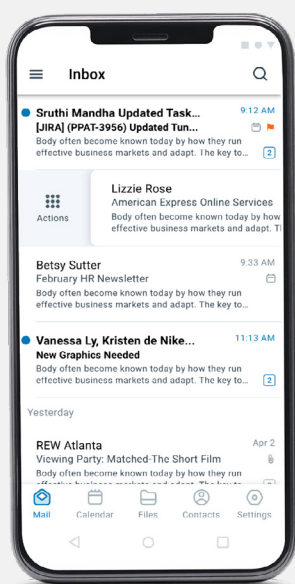 Inbox
Sruthi Mandha Updated Task... 9:12 AM
[JIRA] (PPAT-3956) Updated Tun...
Body often become known today by how they run
effective business markets and adapt. The key to... 2
Actions
Lizzie Rose
American Express Online Services
Body often become known today by how
effective business markets and adapt. T
Betsy Sutter 9:33 AM
February HR Newsletter
Body often become known today by how they run
effective business markets and adapt. The key to...
Vanessa Ly, Kristen de Nike... 11:13 AM
New Graphics Needed
Body often become known today by how they run
effective business markets and adapt. The key to... 2
Yesterday
REW Atlanta Apr 2
Viewing Party: Matched-The Short Film
Body often become known today by how they run
effective business markets and adapt. The key to
Mail Calendar Files Contacts Settings